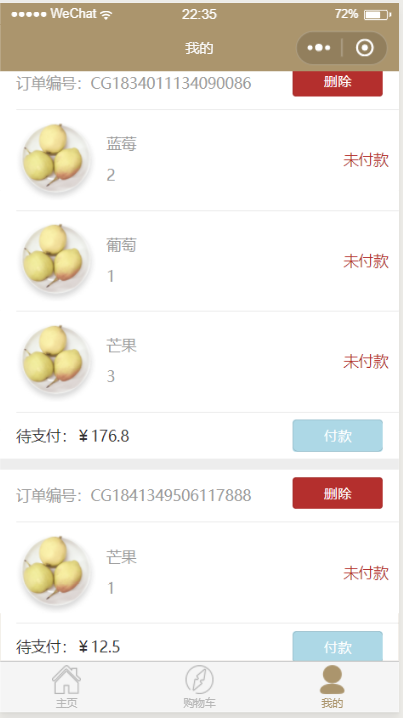 WeChat 22:35 72%
我的
订单编号：CG1834011134090086 删除
蓝莓
2
未付款
葡萄
1
未付款
芒果
3
未付款
待支付：￥176.8 付款
订单编号：CG1841349506117888 删除
芒果
1
未付款
待支付：￥12.5 付款
主页 购物车 我的